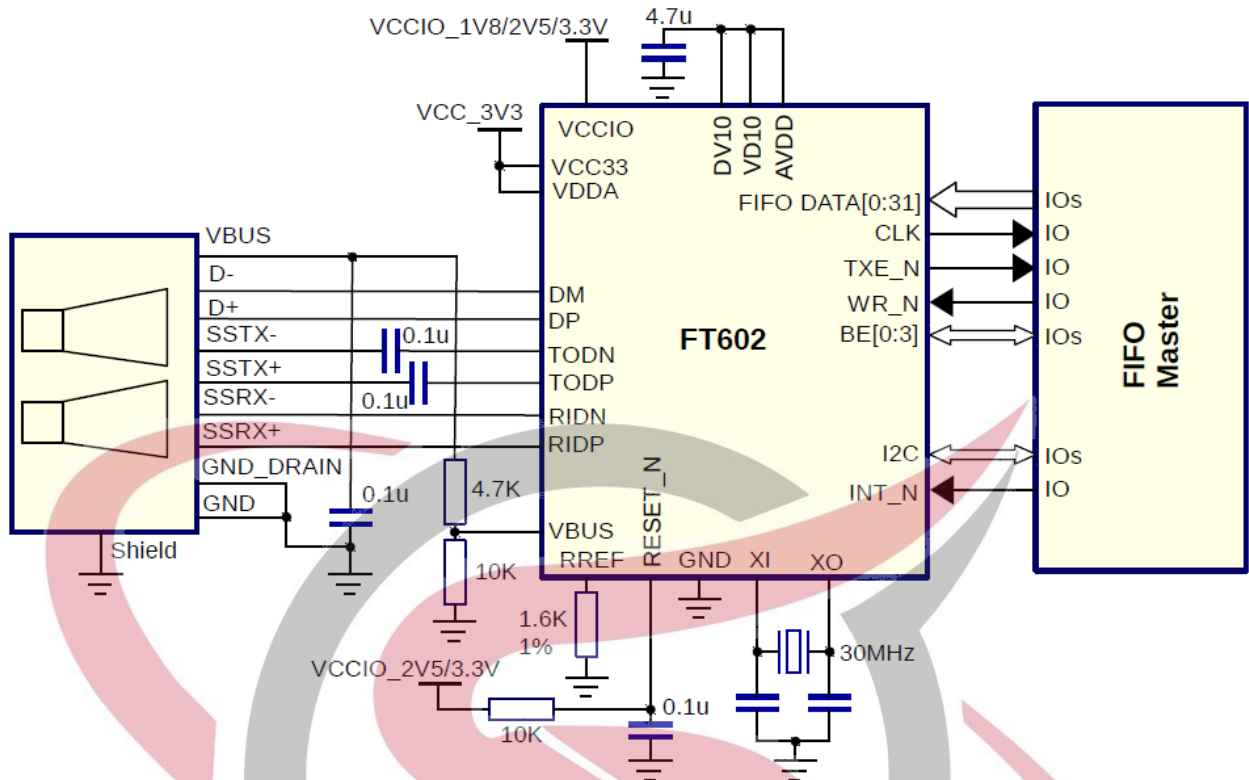 VCCIO_1V8/2V5/3.3V
4.7u
VCC_3V3
VCCIO
VCC33
VDDA
DV10
VD10
AVDD
FIFO DATA[0:31]
CLK
TXE_N
WR_N
BE[0:3]
I2C
INT_N
IOs
IO
IO
IO
IOs
IOs
IO
FIFO
Master
FT602
VBUS
D-
D+
SSTX-
SSTX+
SSRX-
SSRX+
GND_DRAIN
GND
Shield
0.1u
0.1u
0.1u
4.7K
10K
DM
DP
TODN
TODP
RIDN
RIDP
VBUS
RREF
RESET_N
GND
XI
XO
1.6K
1%
30MHz
VCCIO_2V5/3.3V
10K
0.1u